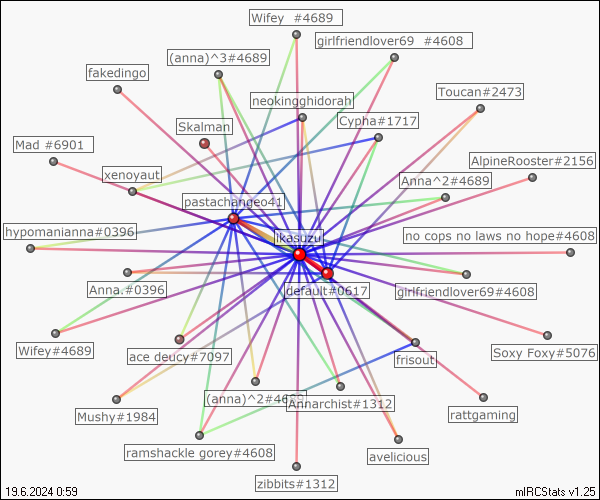 Wifey  #4689
girlfriendlover69  #4608
(anna)^3#4689
fakedingo
Toucan#2473
neokingghidorah
Skalman
Cypha#1717
Mad #6901
AlpineRooster#2156
xenoyaut
Anna^2#4689
pastachangeo41
hypomanianna#0396
ikasuzu
no cops no laws no hope#4608
Anna.#0396
default#0617
girlfriendlover69#4608
Wifey#4689
ace deucy#7097
frisout
Soxy Foxy#5076
(anna)^2#4689
Annarchist#1312
Mushy#1984
rattgaming
ramshackle gorey#4608
avelicious
zibbits#1312
19.6.2024 0:59
mIRCStats v1.25